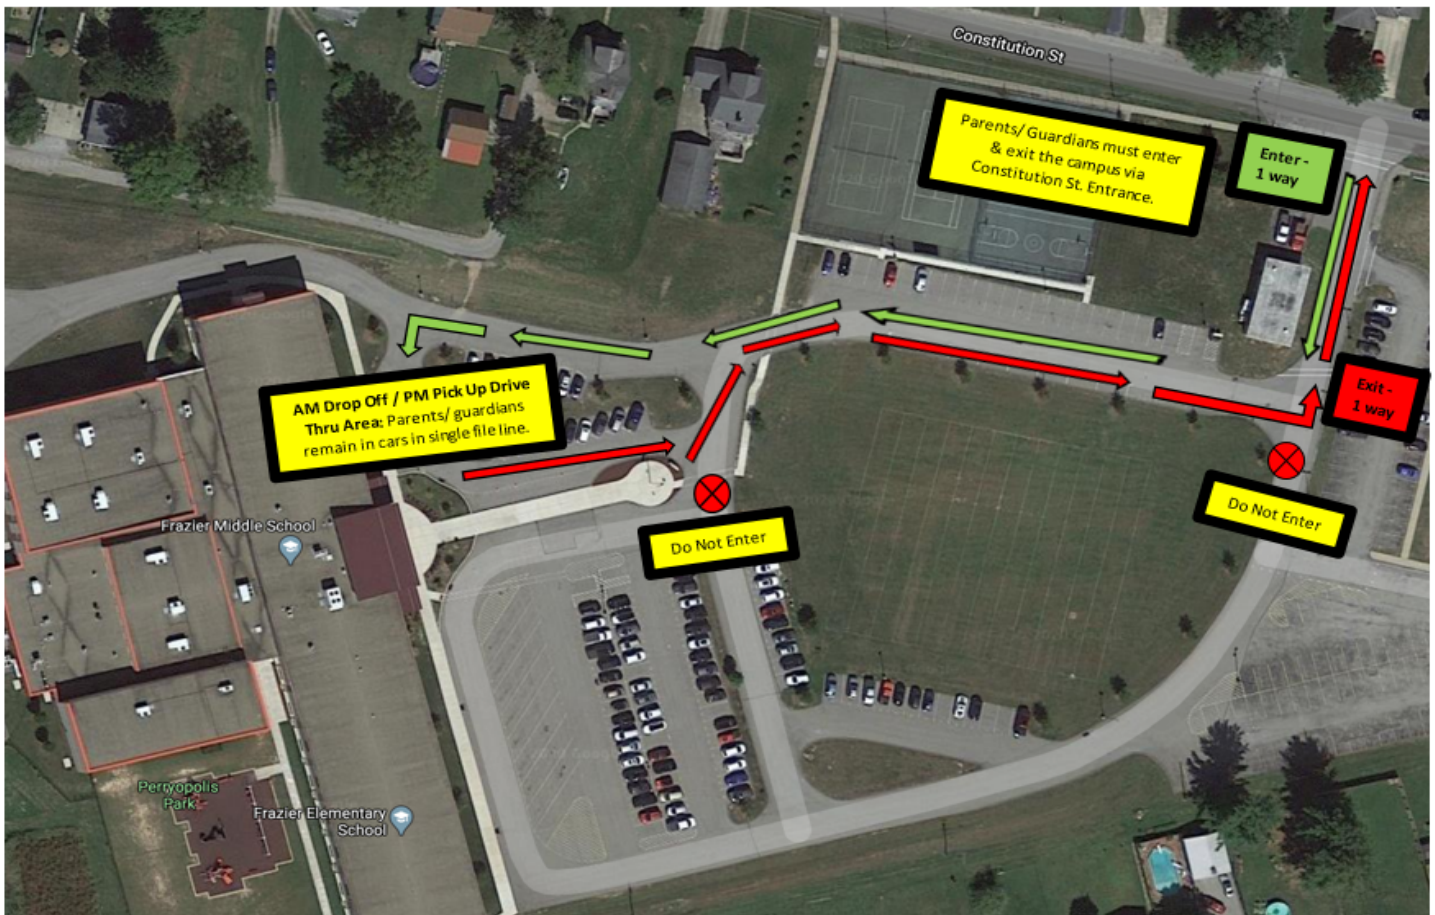 Constitution St
Parents/ Guardians must enter
& exit the campus via
Constitution St. Entrance.
Enter -
1 way
AM Drop Off / PM Pick Up Drive
Thru Area: Parents/ guardians
remain in cars in single file line.
Exit -
1 way
Do Not Enter
Do Not Enter
Frazier Middle School
Perryopolis
Park
Frazier Elementary
School